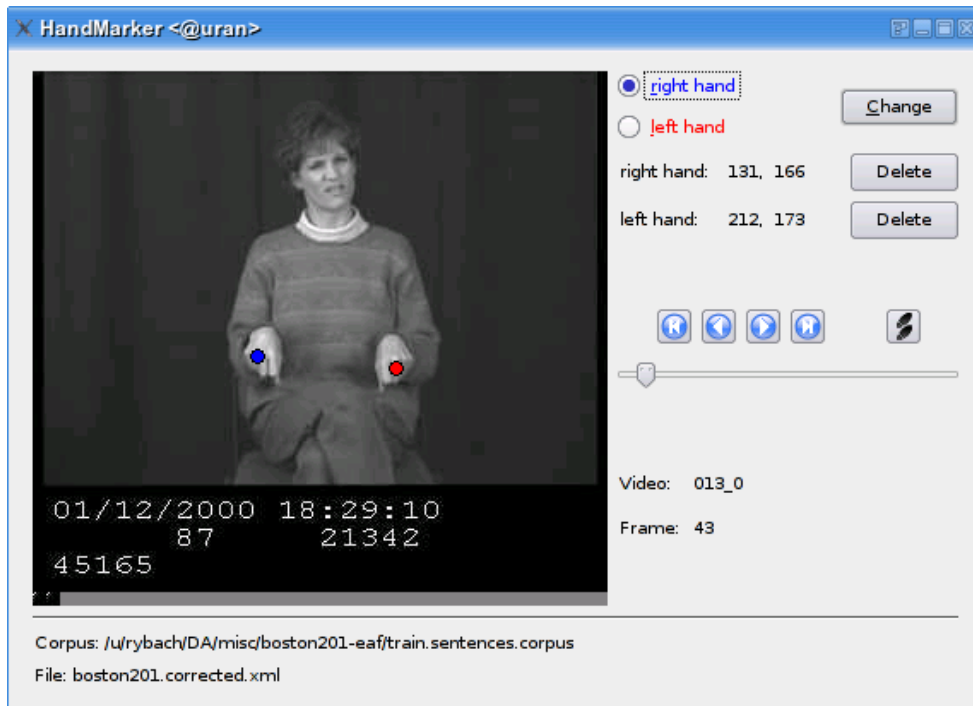 HandMarker <@uran>
right hand
Change
left hand
right hand: 131, 166 Delete
left hand: 212, 173 Delete
01/12/2000 18:29:10
87 21342
45165
Video: 013_0
Frame: 43
Corpus: /u/rybach/DA/misc/boston201-eaf/train.sentences.corpus
File: boston201.corrected.xml